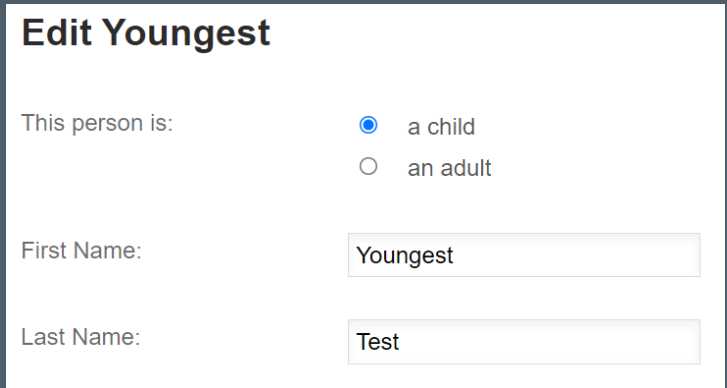 Edit Youngest
This person is:
a child
an adult
First Name:
Youngest
Last Name:
Test